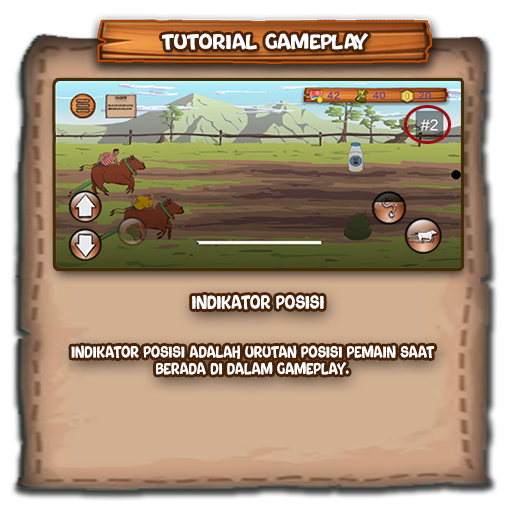 TUTORIAL GAMEPLAY
42 40 20
#2
INDIKATOR POSISI
INDIKATOR POSISI ADALAH URUTAN POSISI PEMAIN SAAT
BERADA DI DALAM GAMEPLAY.